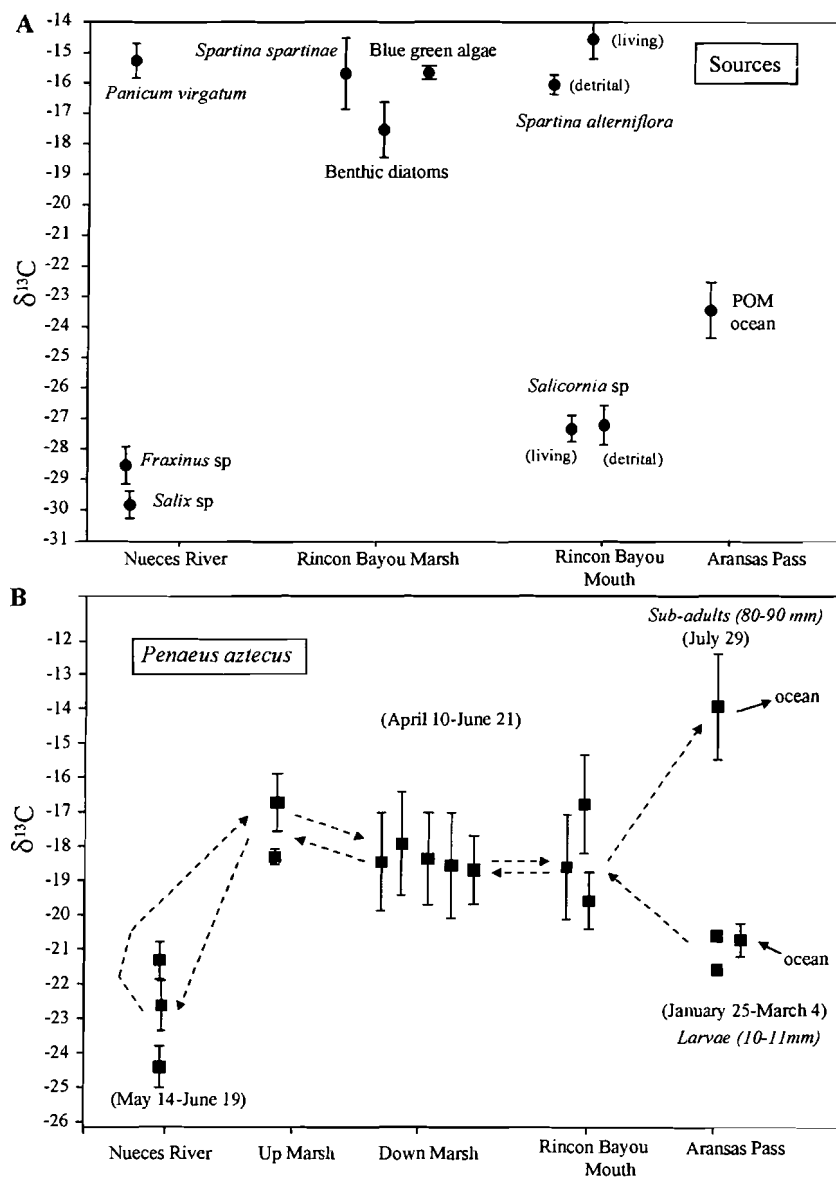 A
-14
-15
-16
-17
-18
-19
-20
-21
-22
-23
-24
-25
-26
-27
-28
-29
-30
-31
δ13C
Spartina spartinae
Blue green algae
(living)
Sources
Panicum virgatum
(detrital)
Spartina alterniflora
Benthic diatoms
POM
ocean
Salicornia sp
(living)
(detrital)
Fraxinus sp
Salix sp
Nueces River
Rincon Bayou Marsh
Rincon Bayou
Mouth
Aransas Pass
B
-12
-13
-14
-15
-16
-17
-18
-19
-20
-21
-22
-23
-24
-25
-26
δ13C
Penaeus aztecus
Sub-adults (80-90 mm)
(July 29)
ocean
(April 10-June 21)
ocean
(January 25-March 4)
Larvae (10-11mm)
(May 14-June 19)
Nueces River
Up Marsh
Down Marsh
Rincon Bayou
Mouth
Aransas Pass